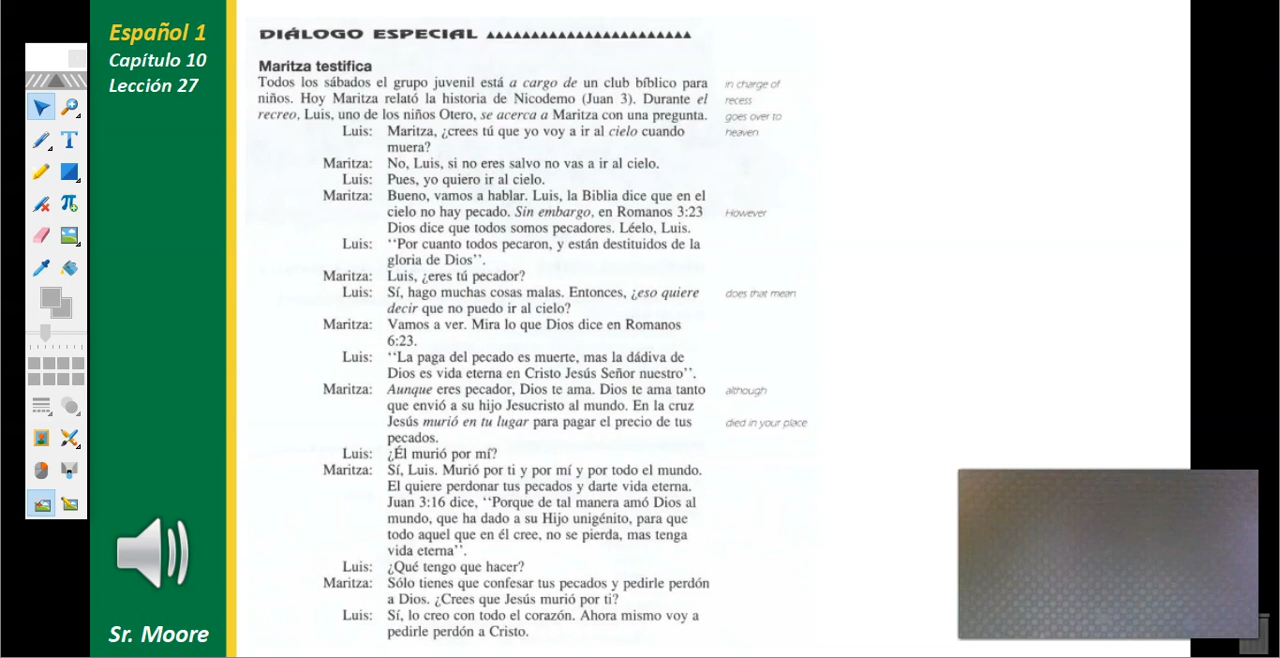 Español 1
Capítulo 10
Lección 27
Sr. Moore
DIÁLOGO ESPECIAL
Maritza testifica
Todos los sábados el grupo juvenil está a cargo de un club bíblico para in charge of
niños. Hoy Maritza relató la historia de Nicodemo (Juan 3). Durante el recess
recreo, Luis, uno de los niños Otero, se acerca a Maritza con una pregunta. goes over to
Luis: Maritza, ¿crees tú que yo voy a ir al cielo cuando heaven
muera?
Maritza: No, Luis, si no eres salvo no vas a ir al cielo.
Luis: Pues, yo quiero ir al cielo.
Maritza: Bueno, vamos a hablar. Luis, la Biblia dice que en el
cielo no hay pecado. Sin embargo, en Romanos 3:23 However
Dios dice que todos somos pecadores. Léelo, Luis.
Luis: ‘‘Por cuanto todos pecaron, y están destituidos de la
gloria de Dios’’.
Maritza: Luis, ¿eres tú pecador?
Luis: Sí, hago muchas cosas malas. Entonces, ¿eso quiere does that mean
decir que no puedo ir al cielo?
Maritza: Vamos a ver. Mira lo que Dios dice en Romanos
6:23.
Luis: ‘‘La paga del pecado es muerte, mas la dádiva de
Dios es vida eterna en Cristo Jesús Señor nuestro’’.
Maritza: Aunque eres pecador, Dios te ama. Dios te ama tanto although
que envió a su hijo Jesucristo al mundo. En la cruz
Jesús murió en tu lugar para pagar el precio de tus died in your place
pecados.
Luis: ¿Él murió por mí?
Maritza: Sí, Luis. Murió por ti y por mí y por todo el mundo.
El quiere perdonar tus pecados y darte vida eterna.
Juan 3:16 dice, ‘‘Porque de tal manera amó Dios al
mundo, que ha dado a su Hijo unigénito, para que
todo aquel que en él cree, no se pierda, mas tenga
vida eterna’’.
Luis: ¿Qué tengo que hacer?
Maritza: Sólo tienes que confesar tus pecados y pedirle perdón
a Dios. ¿Crees que Jesús murió por ti?
Luis: Sí, lo creo con todo el corazón. Ahora mismo voy a
pedirle perdón a Cristo.